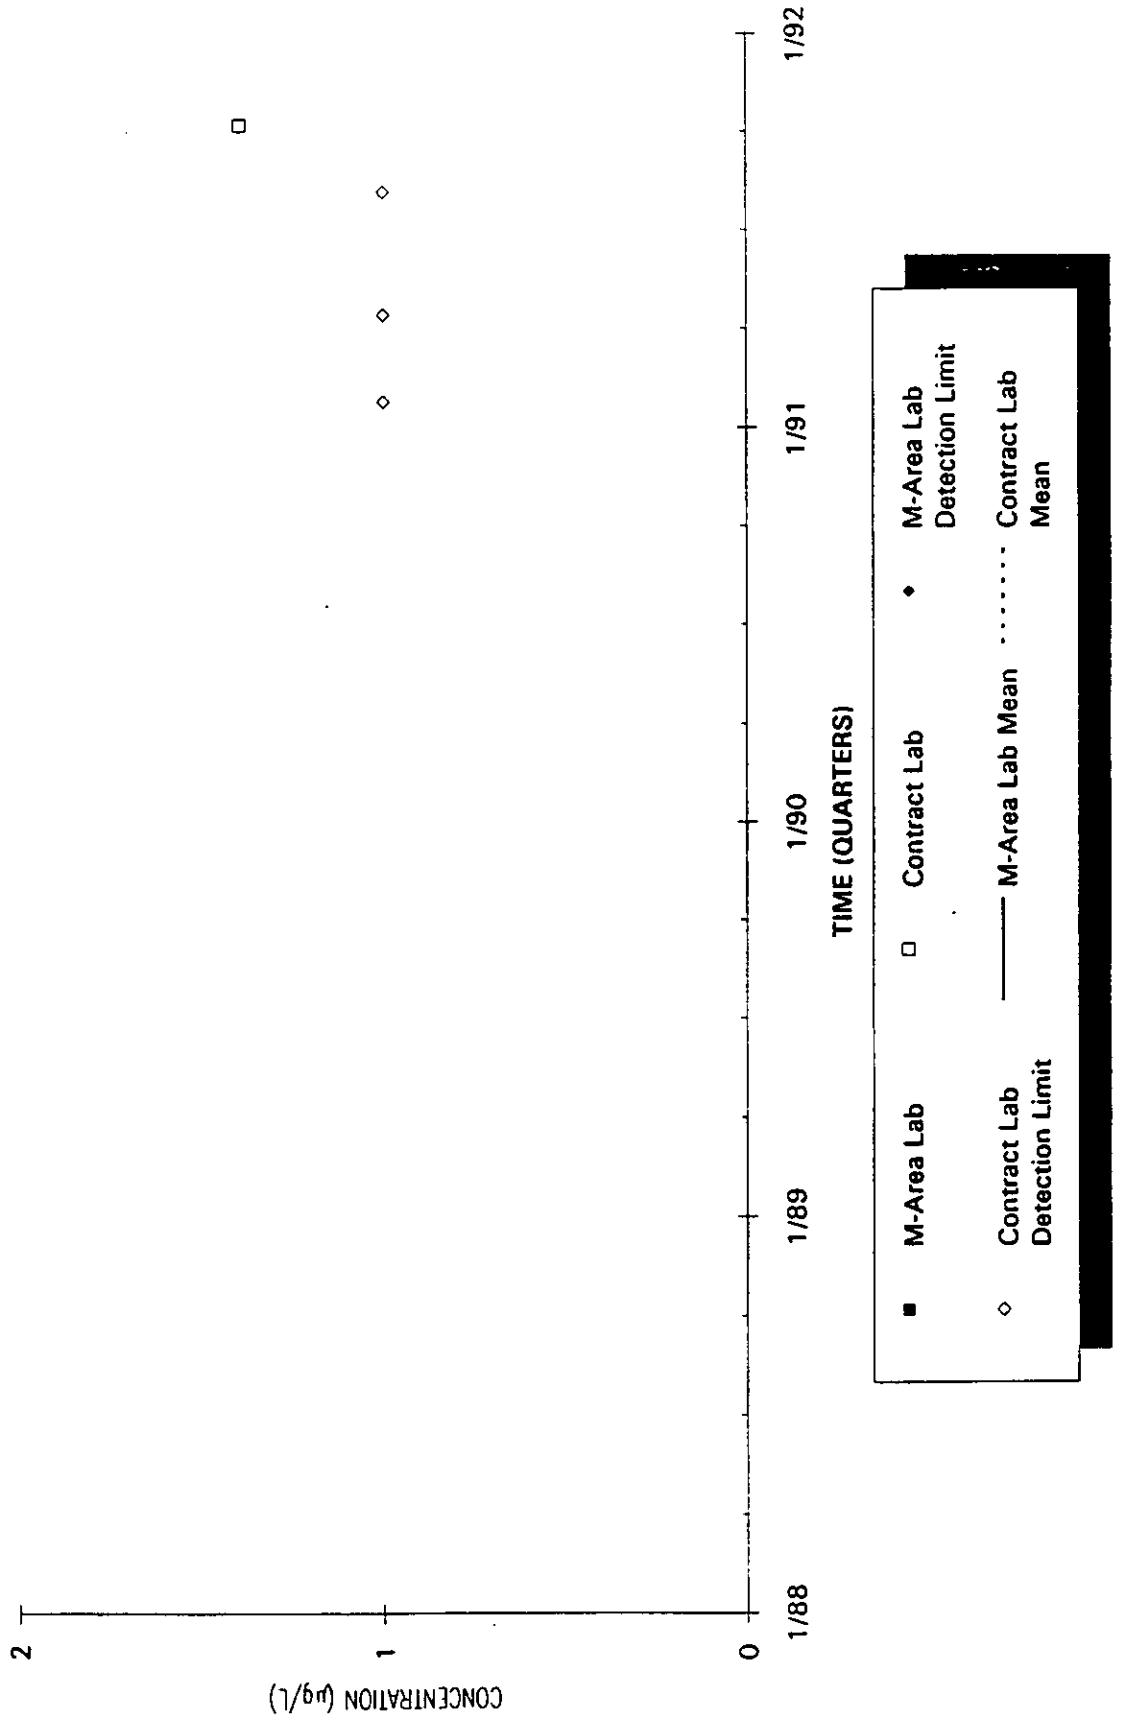 CONCENTRATION (µg/L)
2
1
0
1/88
1/89
1/90
1/91
1/92
TIME (QUARTERS)
M-Area Lab
Contract Lab
M-Area Lab
Detection Limit
Contract Lab
Detection Limit
M-Area Lab Mean
Contract Lab
Mean